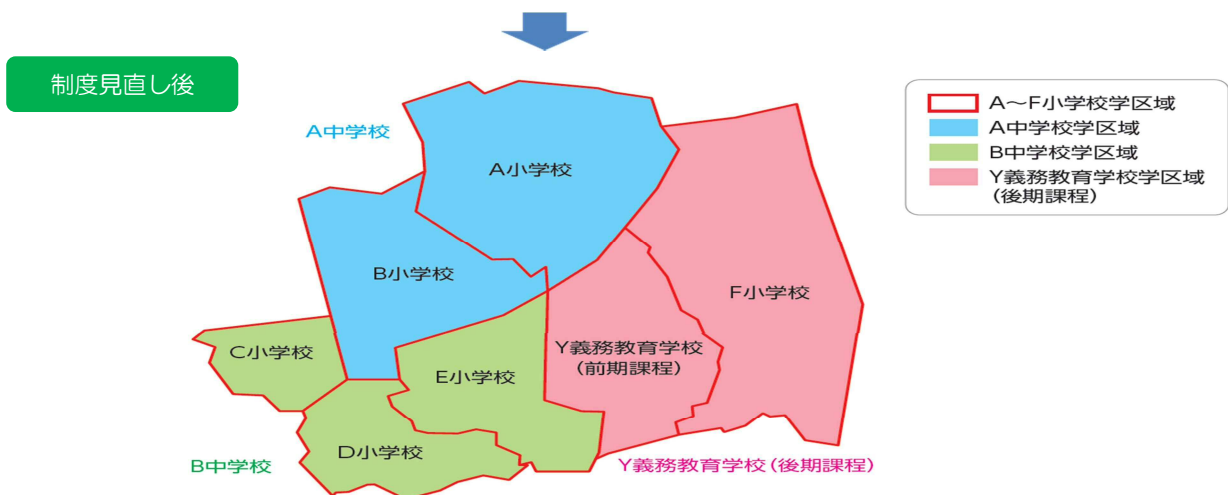 制度見直し後
A中学校
A小学校
B小学校
F小学校
C小学校
E小学校
Y義務教育学校
(前期課程)
D小学校
B中学校
Y義務教育学校(後期課程)
A～F小学校学区域
A中学校学区域
B中学校学区域
Y義務教育学校学区域
(後期課程)